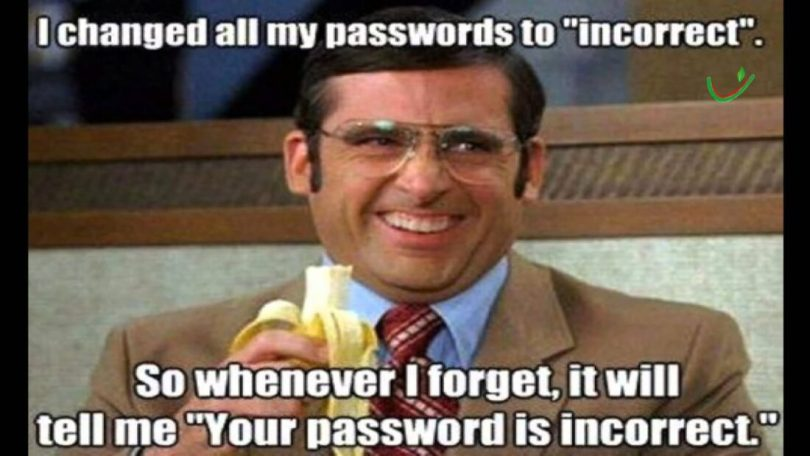 I changed all my passwords to "incorrect".
So whenever I forget, it will
tell me "Your password is incorrect."